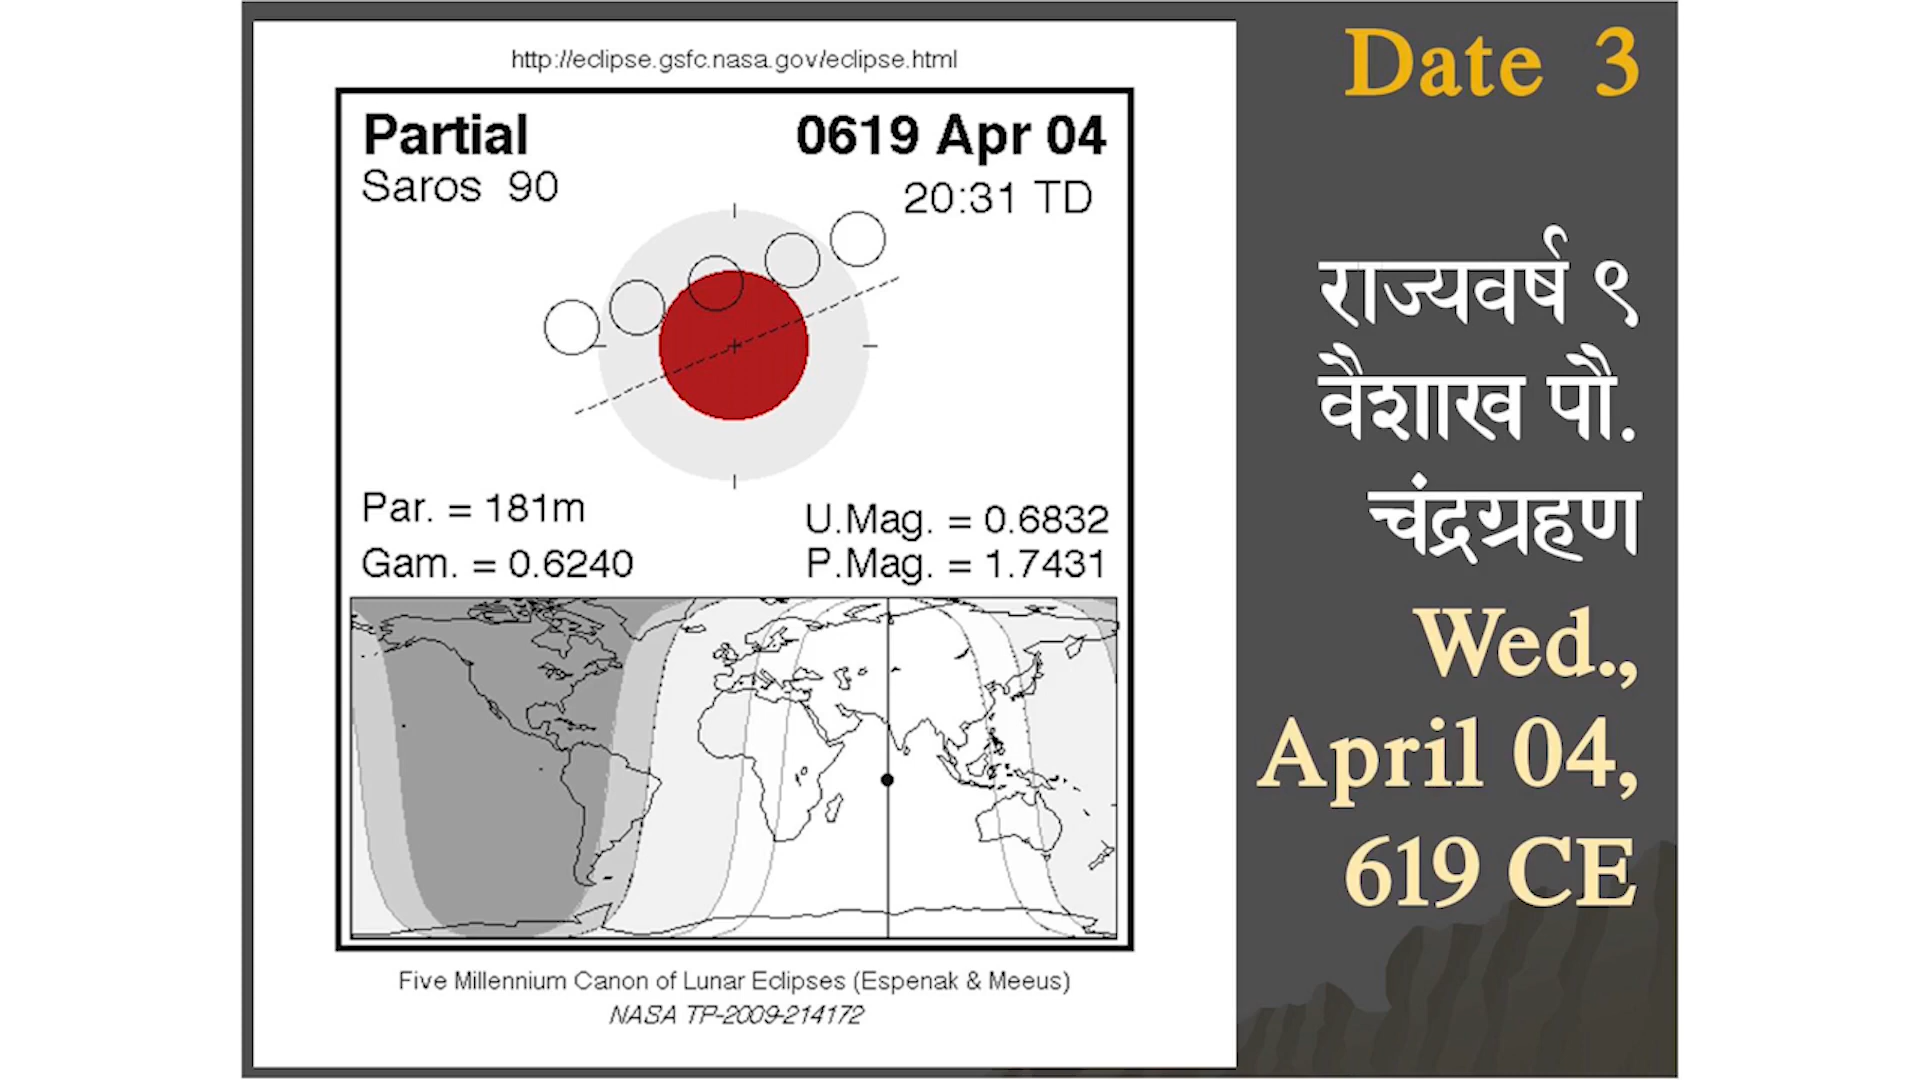 http://eclipse.gsfc.nasa.gov/eclipse.html
Partial
0619 Apr 04
Saros 90
20:31 TD
Par. = 181m
U.Mag. = 0.6832
Gam. = 0.6240
P.Mag. = 1.7431
Five Millennium Canon of Lunar Eclipses (Espenak & Meeus)
NASA TP-2009-214172
Date 3
राज्यवर्ष ९
वैशाख पौ.
चंद्रग्रहण
Wed.,
April 04,
619 CE